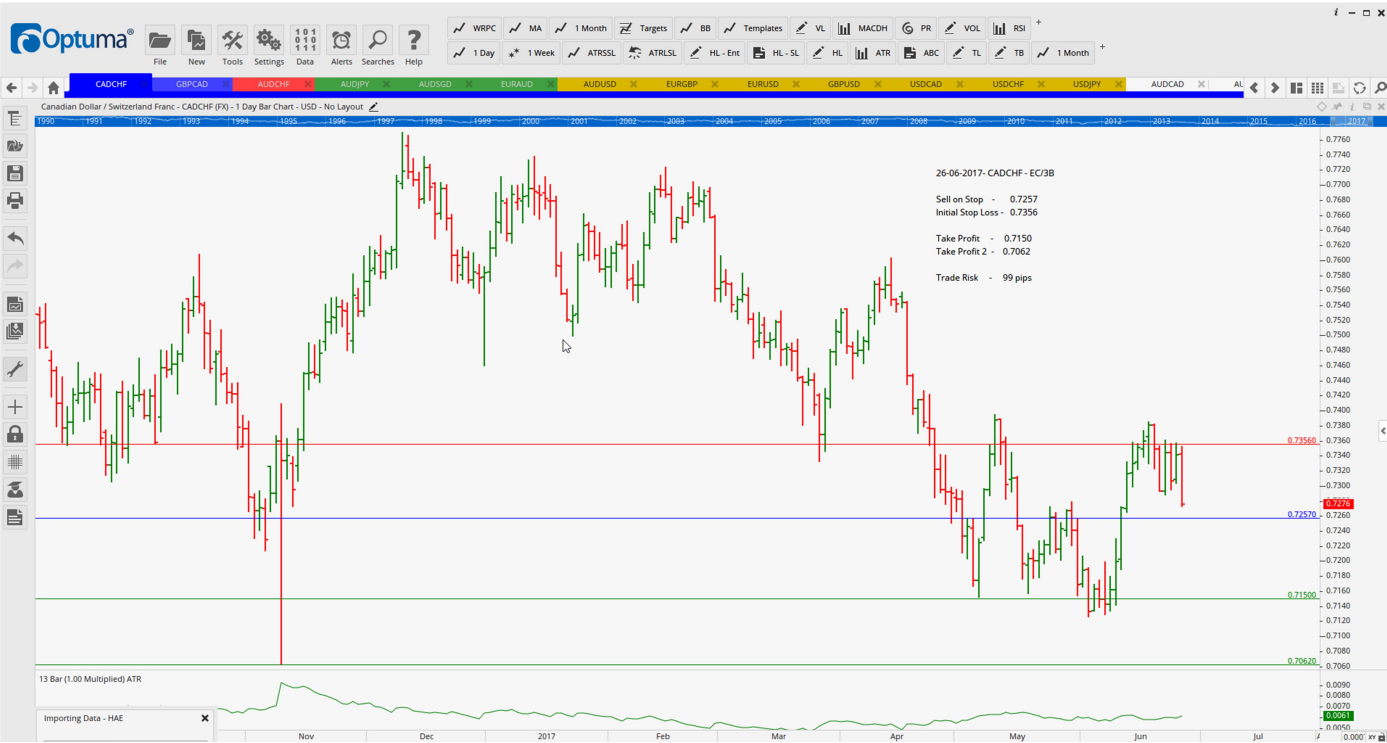 i
Optuma®
File
New
Tools
Settings
Data
Alerts
Searches
Help
WRPC
MA
1 Month
Targets
BB
Templates
VL
MACDH
PR
VOL
RSI
1 Day
1 Week
ATRSSL
ATRLSL
HL - Ent
HL - SL
HL
ATR
ABC
TL
TB
1 Month
CADCHF
GBPCAD
AUDCHF
AUDJPY
AUDSGD
EURAUD
AUDUSD
EURGBP
EURUSD
GBPUSD
USDCAD
USDCHF
USDJPY
AUDCAD
AU
Canadian Dollar / Switzerland Franc - CADCHF (FX) - 1 Day Bar Chart - USD - No Layout
1990 1991 1992 1993 1994 1995 1996 1997 1998 1999 2000 2001 2002 2003 2004 2005 2006 2007 2008 2009 2010 2011 2012 2013 2014 2015 2016 2017
26-06-2017- CADCHF - EC/3B
Sell on Stop - 0.7257
Initial Stop Loss - 0.7356
Take Profit - 0.7150
Take Profit 2 - 0.7062
Trade Risk - 99 pips
0.7760
0.7740
0.7720
0.7700
0.7680
0.7660
0.7640
0.7620
0.7600
0.7580
0.7560
0.7540
0.7520
0.7500
0.7480
0.7460
0.7440
0.7420
0.7400
0.7380
0.73560
0.7360
0.7340
0.7320
0.7300
0.7276
0.72570
0.7260
0.7240
0.7220
0.7200
0.7180
0.7160
0.71500
0.7140
0.7120
0.7100
0.7080
0.70620
0.7060
13 Bar (1.00 Multiplied) ATR
0.0090
0.0080
0.0070
0.0061
0.0050
Importing Data - HAE
Nov Dec 2017 Feb Mar Apr May Jun Jul
0.000
XY